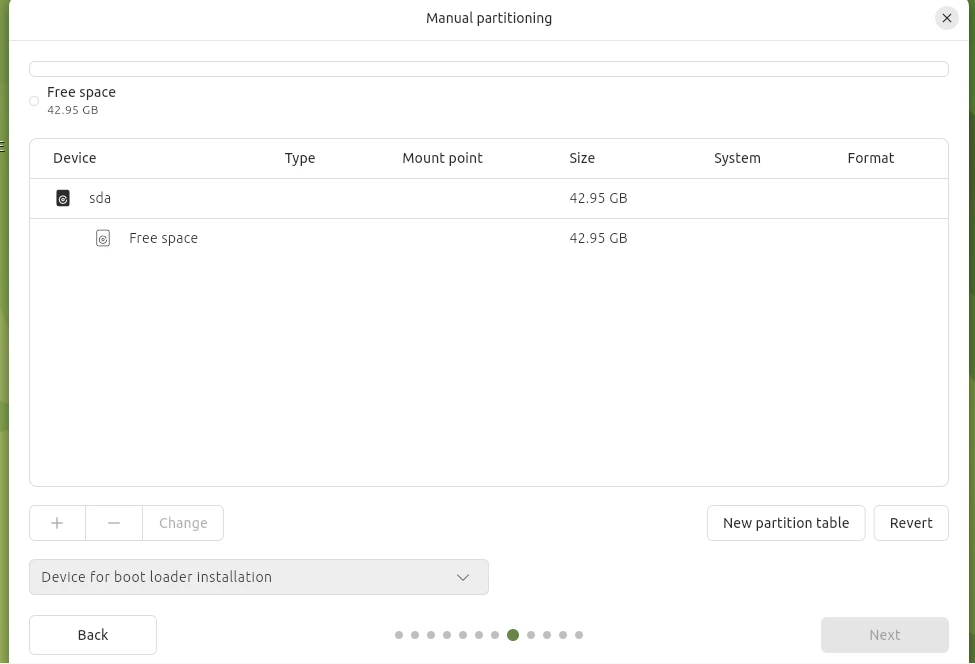 Manual partitioning
Free space
42.95 GB
Device Type Mount point Size System Format
sda 42.95 GB
Free space 42.95 GB
Change New partition table Revert
Device for boot loader installation
Back Next